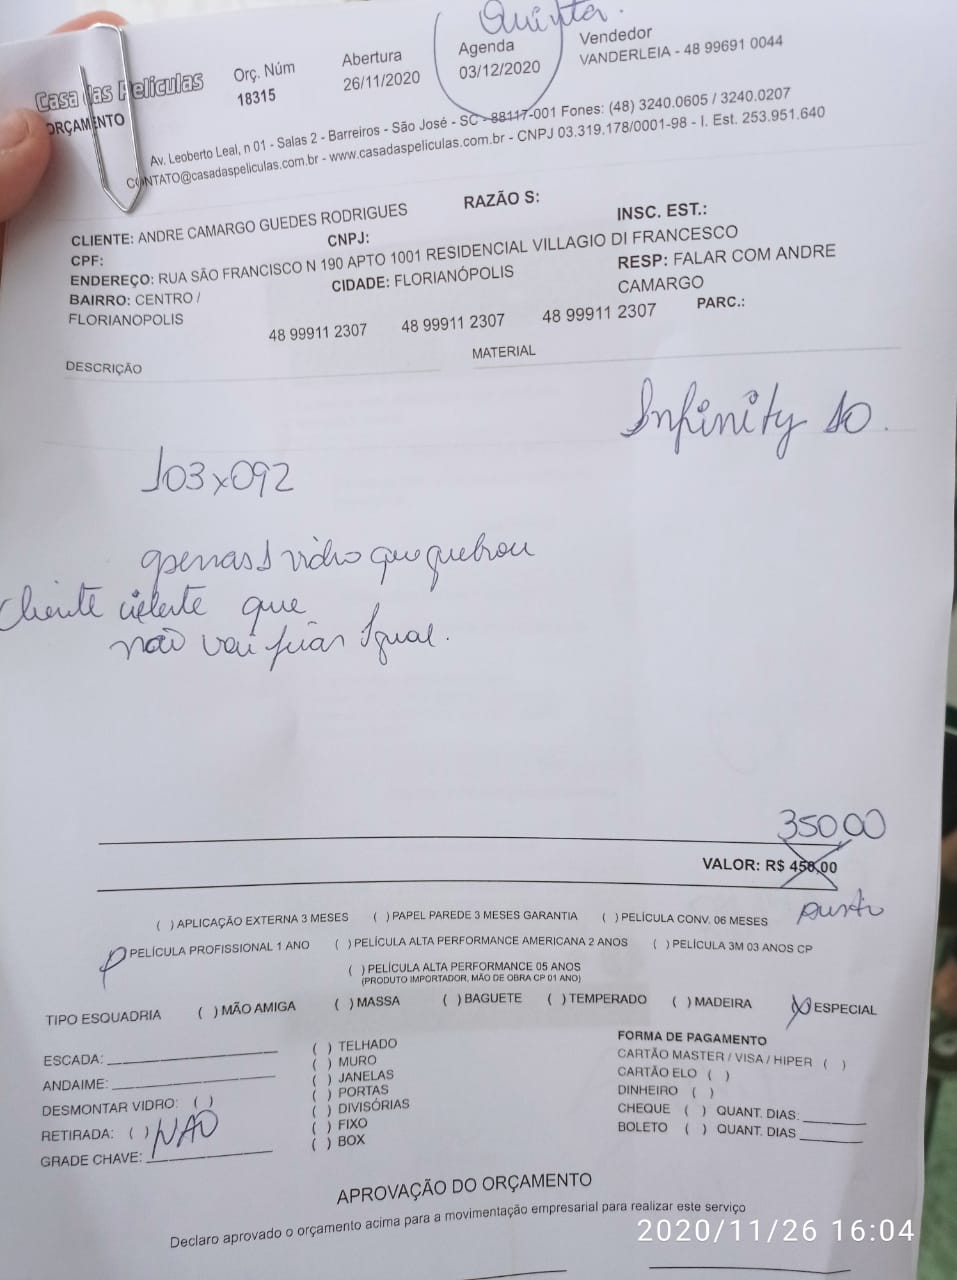 Quinta.
Casa das Películas
ORÇAMENTO
Orç. Núm
18315
Abertura
26/11/2020
Agenda
03/12/2020
Vendedor
VANDERLEIA - 48 99691 0044
Av. Leoberto Leal, n 01 - Salas 2 - Barreiros - São José - SC - 88117-001 Fones: (48) 3240.0605 / 3240.0207
CONTATO@casadaspeliculas.com.br - www.casadaspeliculas.com.br - CNPJ 03.319.178/0001-98 - I. Est. 253.951.640
CLIENTE: ANDRE CAMARGO GUEDES RODRIGUES
RAZÃO S:
CPF:
CNPJ:
INSC. EST.:
ENDEREÇO: RUA SÃO FRANCISCO N 190 APTO 1001 RESIDENCIAL VILLAGIO DI FRANCESCO
BAIRRO: CENTRO / FLORIANOPOLIS
CIDADE: FLORIANÓPOLIS
RESP: FALAR COM ANDRE CAMARGO
48 99911 2307 48 99911 2307 48 99911 2307
PARC.:
DESCRIÇÃO
MATERIAL
Infinity 10.
103x092
apenas 1 vidro que quebrou
cliente ciente que
não vai ficar igual.
350,00
VALOR: R$ 450,00
( ) APLICAÇÃO EXTERNA 3 MESES ( ) PAPEL PAREDE 3 MESES GARANTIA ( ) PELÍCULA CONV. 06 MESES
PELÍCULA PROFISSIONAL 1 ANO ( ) PELÍCULA ALTA PERFORMANCE AMERICANA 2 ANOS ( ) PELÍCULA 3M 03 ANOS CP
( ) PELÍCULA ALTA PERFORMANCE 05 ANOS
(PRODUTO IMPORTADOR, MÃO DE OBRA CP 01 ANO)
TIPO ESQUADRIA ( ) MÃO AMIGA ( ) MASSA ( ) BAGUETE ( ) TEMPERADO ( ) MADEIRA (X) ESPECIAL
ESCADA:
ANDAIME:
DESMONTAR VIDRO: ( )
RETIRADA: ( ) NÃO
GRADE CHAVE:
( ) TELHADO
( ) MURO
( ) JANELAS
( ) PORTAS
( ) DIVISÓRIAS
( ) FIXO
( ) BOX
FORMA DE PAGAMENTO
CARTÃO MASTER / VISA / HIPER ( )
CARTÃO ELO ( )
DINHEIRO ( )
CHEQUE ( ) QUANT. DIAS:
BOLETO ( ) QUANT. DIAS
APROVAÇÃO DO ORÇAMENTO
Declaro aprovado o orçamento acima para a movimentação empresarial para realizar este serviço
2020/11/26 16:04